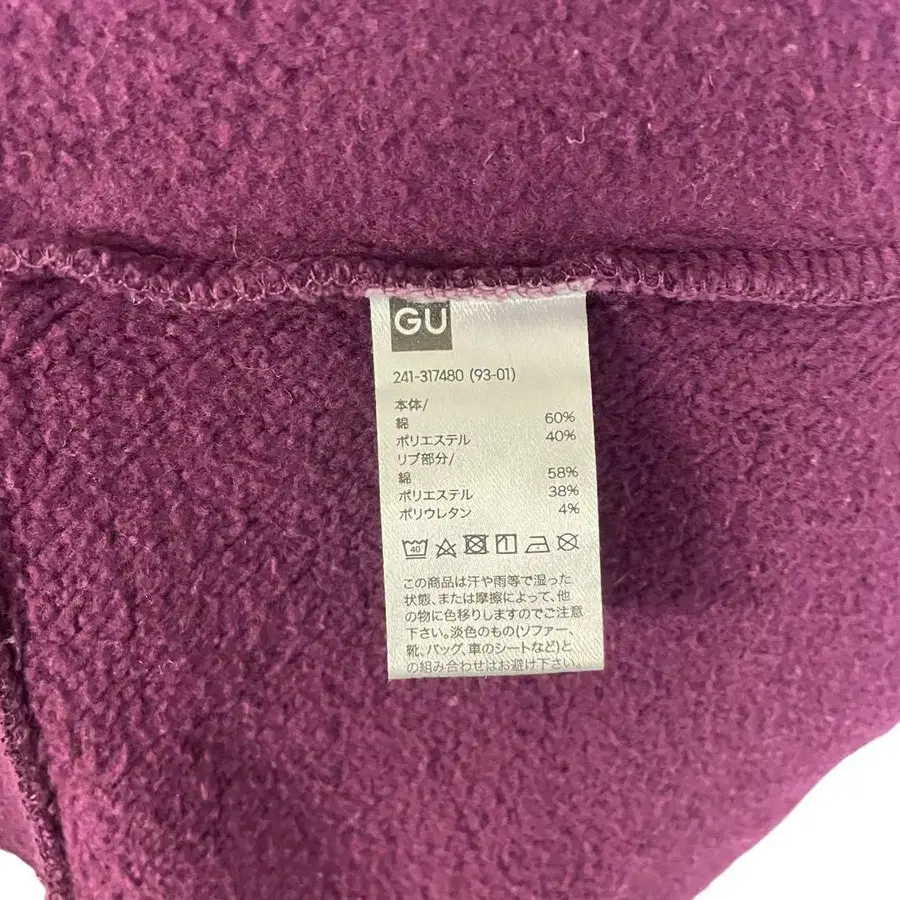 GU
241-317480 (93-01)
本体/
綿 60%
ポリエステル 40%
リブ部分/
綿 58%
ポリエステル 38%
ポリウレタン 4%
40
この商品は汗や雨等で湿った
状態、または摩擦によって、他
の物に色移りしますのでご注意
下さい。淡色のもの(ソファー、
靴、バッグ、車のシートなど)と
の組み合わせはお避け下さい。